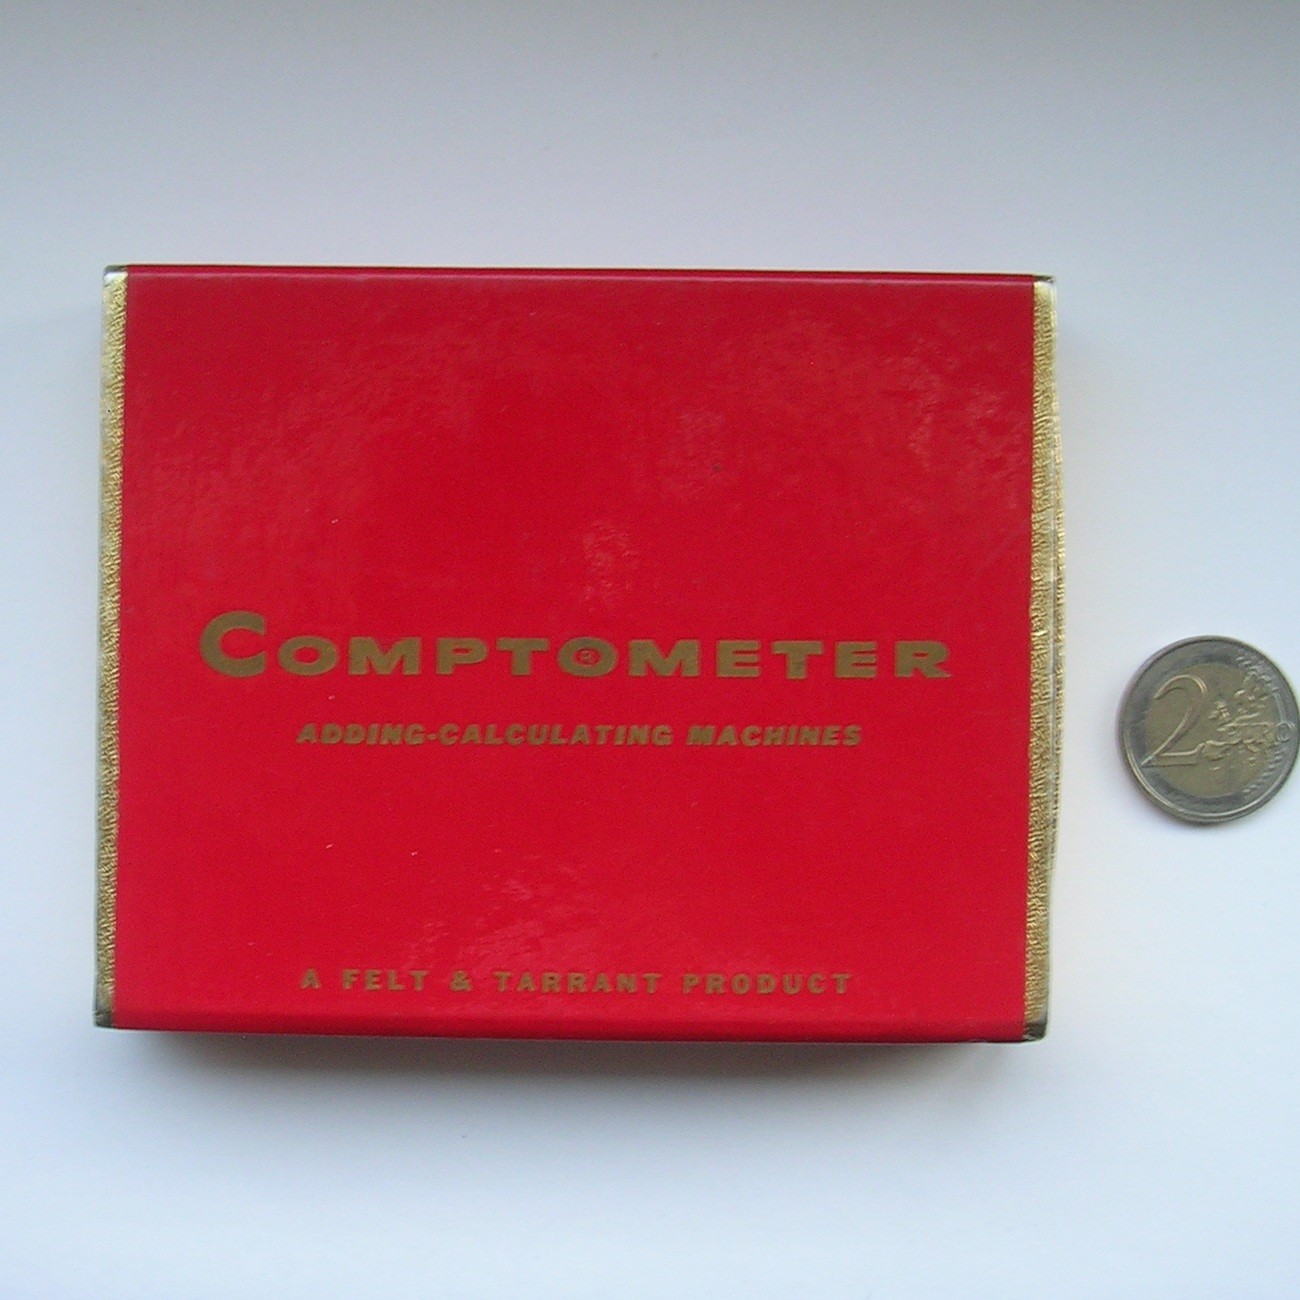 COMPTOMETER
®
ADDING-CALCULATING MACHINES
A FELT & TARRANT PRODUCT
2 EURO